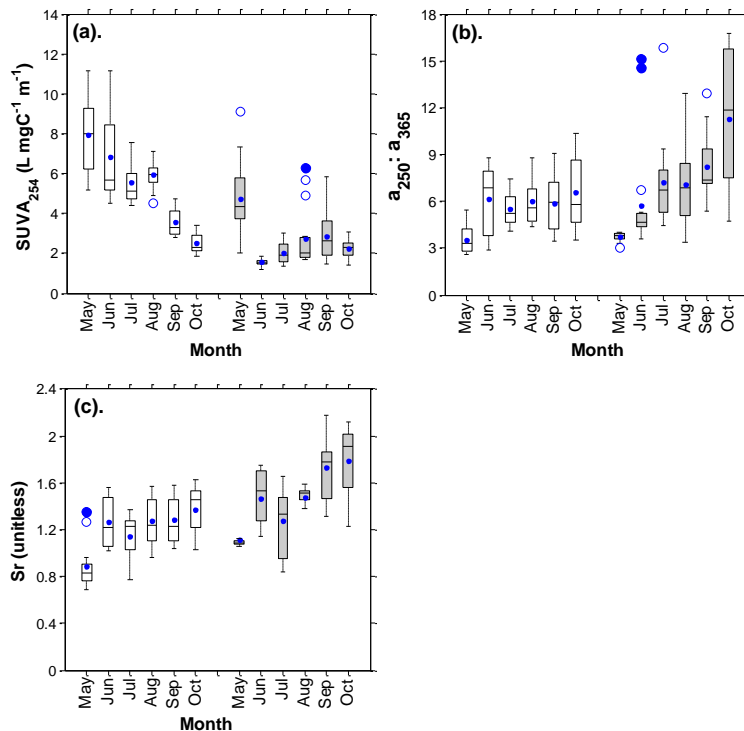 (a).
14
12
10
8
6
4
2
0
SUVA254 (L mgC⁻¹ m⁻¹)
May Jun Jul Aug Sep Oct May Jun Jul Aug Sep Oct
Month
(b).
18
15
12
9
6
3
0
a250: a365
May Jun Jul Aug Sep Oct May Jun Jul Aug Sep Oct
Month
(c).
2.4
2
1.6
1.2
0.8
0.4
0
Sr (unitless)
May Jun Jul Aug Sep Oct May Jun Jul Aug Sep Oct
Month